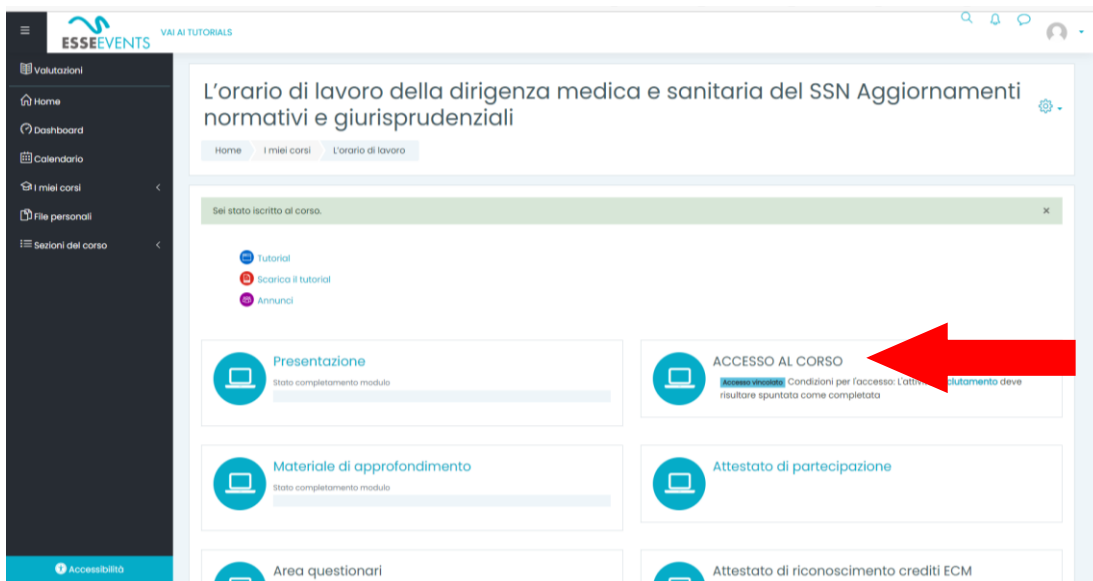 ESSEEVENTS
VAI AI TUTORIALS
Valutazioni
Home
Dashboard
Calendario
I miei corsi
File personali
Sezioni del corso
Accessibilità
L'orario di lavoro della dirigenza medica e sanitaria del SSN Aggiornamenti
normativi e giurisprudenziali
Home
I miei corsi
L'orario di lavoro
Sei stato iscritto al corso.
Tutorial
Scarica il tutorial
Annunci
Presentazione
Stato completamento modulo
ACCESSO AL CORSO
Accesso vincolato Condizioni per l'accesso: deve
risultare spuntata come completata
Materiale di approfondimento
Stato completamento modulo
Attestato di partecipazione
Area questionari
Attestato di riconoscimento crediti ECM